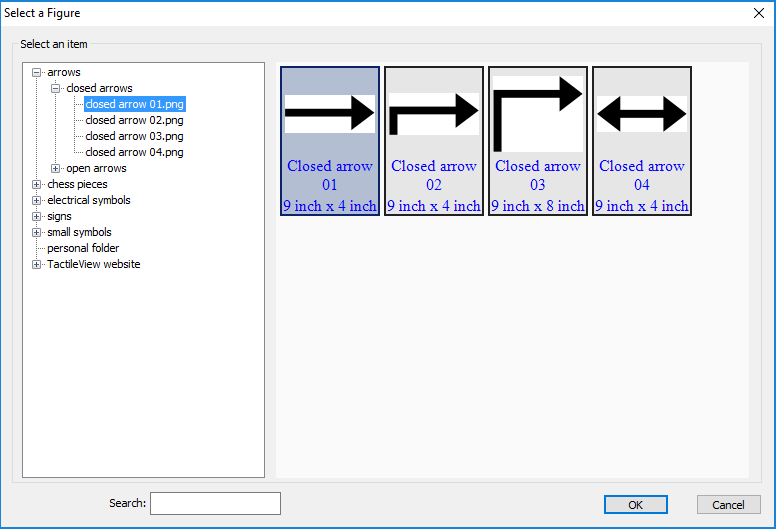 Select a Figure
Select an item
arrows
closed arrows
closed arrow 01.png
closed arrow 02.png
closed arrow 03.png
closed arrow 04.png
open arrows
chess pieces
electrical symbols
signs
small symbols
personal folder
TactileView website
Closed arrow
01
9 inch x 4 inch
Closed arrow
02
9 inch x 4 inch
Closed arrow
03
9 inch x 8 inch
Closed arrow
04
9 inch x 4 inch
Search:
OK
Cancel